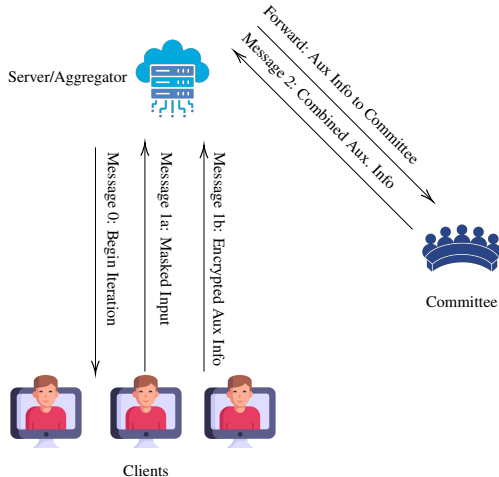 Server/Aggregator
Forward: Aux Info to Committee
Message 2: Combined Aux. Info
Message 0: Begin Iteration
Message 1a: Masked Input
Message 1b: Encrypted Aux Info
Committee
Clients